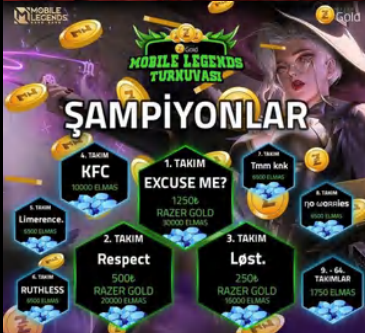 MOBILE
LEGENDS
BANG BANG
Gold
Gold
MOBILE LEGENDS
TURNUVASI
ŞAMPİYONLAR
4. TAKIM
KFC
10000 ELMAS
1. TAKIM
EXCUSE ME?
1250₺
RAZER GOLD
30000 ELMAS
7. TAKIM
Tmm knk
6500 ELMAS
5. TAKIM
Limerence.
6500 ELMAS
8. TAKIM
no worries
6500 ELMAS
2. TAKIM
Respect
500₺
RAZER GOLD
20000 ELMAS
3. TAKIM
Løst.
250₺
RAZER GOLD
16000 ELMAS
6. TAKIM
RUTHLESS
6500 ELMAS
9. - 64.
TAKIMLAR
1750 ELMAS